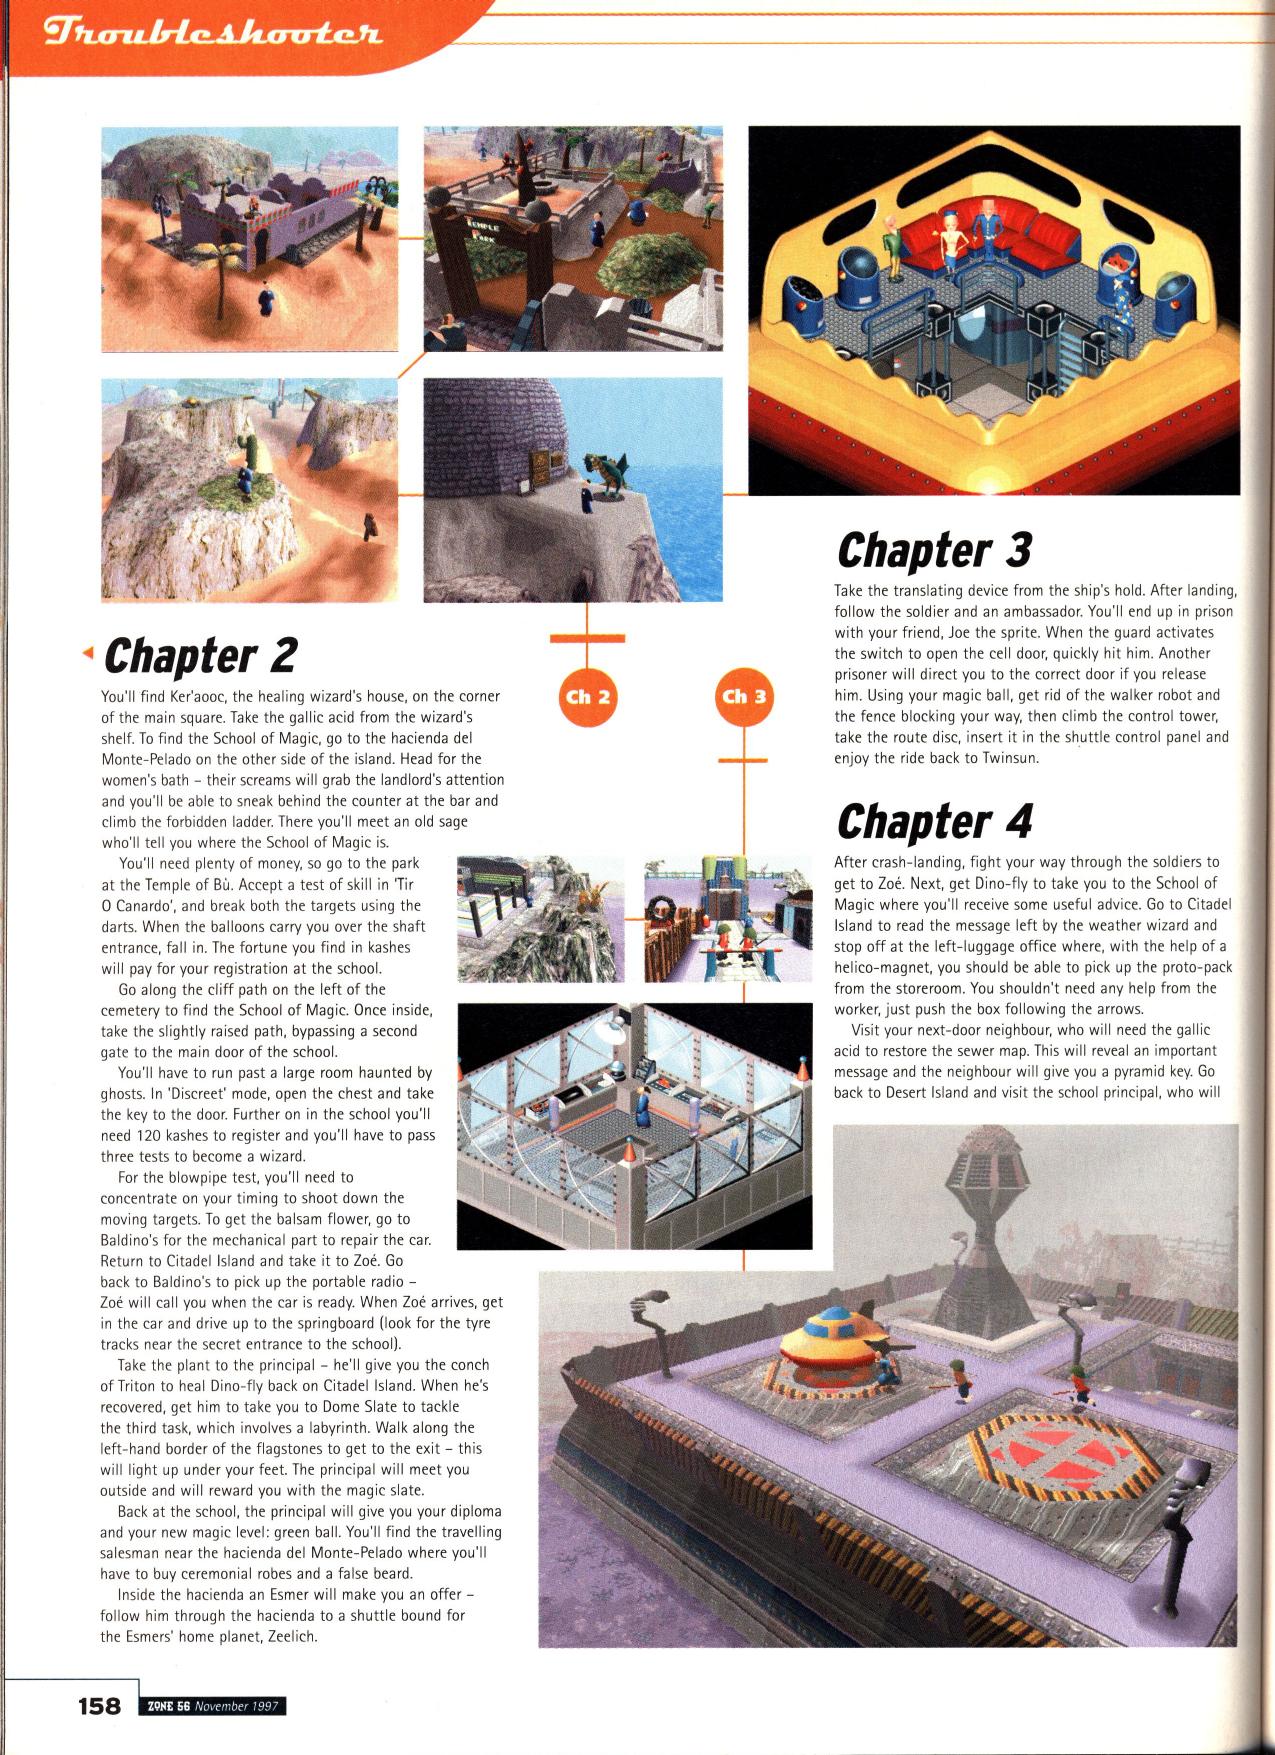 Troubleshooter
TEMPLE
PARK
Chapter 2
You'll find Ker'aooc, the healing wizard's house, on the corner
of the main square. Take the gallic acid from the wizard's
shelf. To find the School of Magic, go to the hacienda del
Monte-Pelado on the other side of the island. Head for the
women's bath – their screams will grab the landlord's attention
and you'll be able to sneak behind the counter at the bar and
climb the forbidden ladder. There you'll meet an old sage
who'll tell you where the School of Magic is.
You'll need plenty of money, so go to the park
at the Temple of Bù. Accept a test of skill in 'Tir
O Canardo', and break both the targets using the
darts. When the balloons carry you over the shaft
entrance, fall in. The fortune you find in kashes
will pay for your registration at the school.
Go along the cliff path on the left of the
cemetery to find the School of Magic. Once inside,
take the slightly raised path, bypassing a second
gate to the main door of the school.
You'll have to run past a large room haunted by
ghosts. In 'Discreet' mode, open the chest and take
the key to the door. Further on in the school you'll
need 120 kashes to register and you'll have to pass
three tests to become a wizard.
For the blowpipe test, you'll need to
concentrate on your timing to shoot down the
moving targets. To get the balsam flower, go to
Baldino's for the mechanical part to repair the car.
Return to Citadel Island and take it to Zoé. Go
back to Baldino's to pick up the portable radio –
Zoé will call you when the car is ready. When Zoé arrives, get
in the car and drive up to the springboard (look for the tyre
tracks near the secret entrance to the school).
Take the plant to the principal – he'll give you the conch
of Triton to heal Dino-fly back on Citadel Island. When he's
recovered, get him to take you to Dome Slate to tackle
the third task, which involves a labyrinth. Walk along the
left-hand border of the flagstones to get to the exit – this
will light up under your feet. The principal will meet you
outside and will reward you with the magic slate.
Back at the school, the principal will give you your diploma
and your new magic level: green ball. You'll find the travelling
salesman near the hacienda del Monte-Pelado where you'll
have to buy ceremonial robes and a false beard.
Inside the hacienda an Esmer will make you an offer –
follow him through the hacienda to a shuttle bound for
the Esmers' home planet, Zeelich.
Ch 2
Ch 3
Chapter 3
Take the translating device from the ship's hold. After landing,
follow the soldier and an ambassador. You'll end up in prison
with your friend, Joe the sprite. When the guard activates
the switch to open the cell door, quickly hit him. Another
prisoner will direct you to the correct door if you release
him. Using your magic ball, get rid of the walker robot and
the fence blocking your way, then climb the control tower,
take the route disc, insert it in the shuttle control panel and
enjoy the ride back to Twinsun.
Chapter 4
After crash-landing, fight your way through the soldiers to
get to Zoé. Next, get Dino-fly to take you to the School of
Magic where you'll receive some useful advice. Go to Citadel
Island to read the message left by the weather wizard and
stop off at the left-luggage office where, with the help of a
helico-magnet, you should be able to pick up the proto-pack
from the storeroom. You shouldn't need any help from the
worker, just push the box following the arrows.
Visit your next-door neighbour, who will need the gallic
acid to restore the sewer map. This will reveal an important
message and the neighbour will give you a pyramid key. Go
back to Desert Island and visit the school principal, who will
158
ZONE 56 November 1997